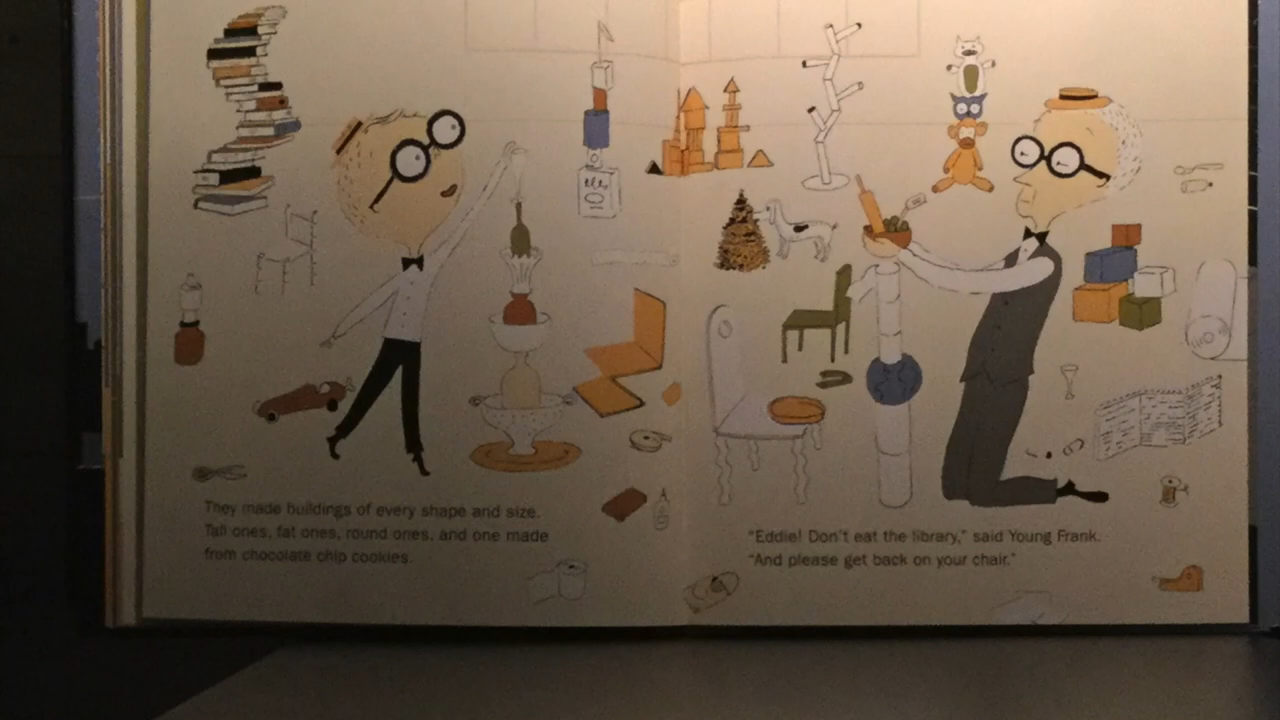 They made buildings of every shape and size.
Tall ones, fat ones, round ones, and one made
from chocolate chip cookies.
"Eddie! Don't eat the library," said Young Frank.
"And please get back on your chair."